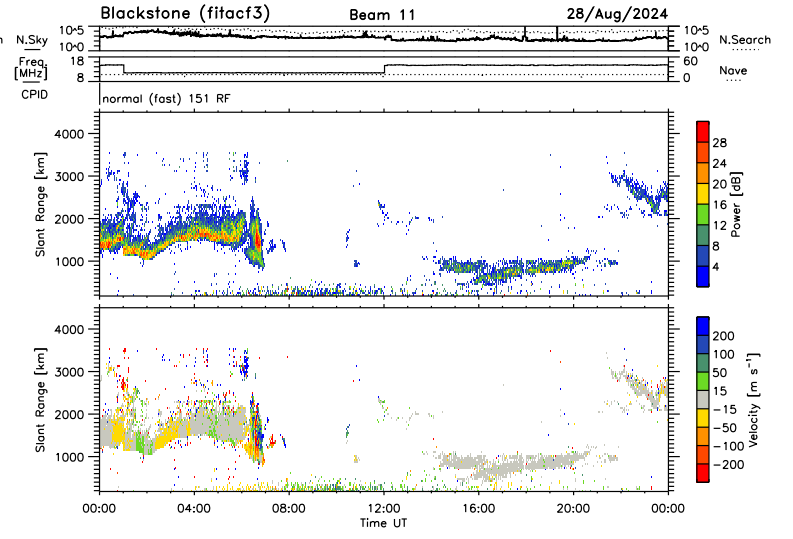 Blackstone (fitacf3) Beam 11 28/Aug/2024
N.Sky 10^5 10^0 10^5 10^0 N.Search
Freq. [MHz] 18 8 60 0 Nave
CPID normal (fast) 151 RF
Slant Range [km] 4000 3000 2000 1000
28 24 20 16 12 8 4 Power [dB]
Slant Range [km] 4000 3000 2000 1000
200 100 50 15 −15 −50 −100 −200 Velocity [m s⁻¹]
00:00 04:00 08:00 12:00 16:00 20:00 00:00
Time UT